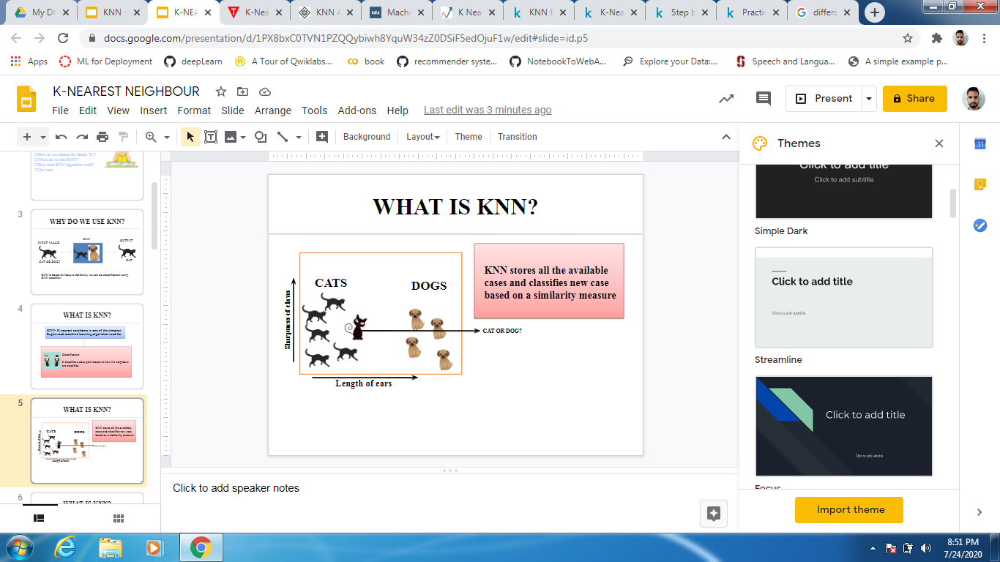 My Dr
KNN -
K-NEA
K-Nea
KNN A
Machi
K Nea
KNN f
K-Nea
Step b
Practic
differe
docs.google.com/presentation/d/1PX8bxC0TVN1PZQQybiwh8YquW34zZ0DSiF5edOjuF1w/edit#slide=id.p5
Apps
ML for Deployment
deepLearn
A Tour of Qwiklabs...
book
recommender syste...
NotebookToWebA...
Explore your Data:...
Speech and Langua...
A simple example p...
K-NEAREST NEIGHBOUR
File Edit View Insert Format Slide Arrange Tools Add-ons Help Last edit was 3 minutes ago
Present
Share
Background
Layout
Theme
Transition
How do we choose the factor 'K'?
When do we use KNN?
How does KNN algorithm work?
Use case
3
WHY DO WE USE KNN?
INPUT VALUE
KNN
OUTPUT
CAT OR DOG?
CAT
KNN is based on feature similarity, we can do classification using
KNN classifier.
4
WHAT IS KNN?
KNN- K nearest neighbors is one of the simplest
Supervised machine learning algorithm used for
Classification
It classifies a data point based on how it's neighbors
are classified
5
WHAT IS KNN?
CATS
DOGS
KNN stores all the available
cases and classifies new case
based on a similarity measure
Length of ears
6
WHAT IS KNN?
WHAT IS KNN?
CATS
DOGS
Sharpness of claws
Length of ears
CAT OR DOG?
KNN stores all the available
cases and classifies new case
based on a similarity measure
Click to add speaker notes
Themes
Click to add title
Click to add subtitle
Simple Dark
Click to add title
Click to add subtitle
Streamline
Click to add title
Click to add subtitle
Focus
Import theme
31
8:51 PM
7/24/2020